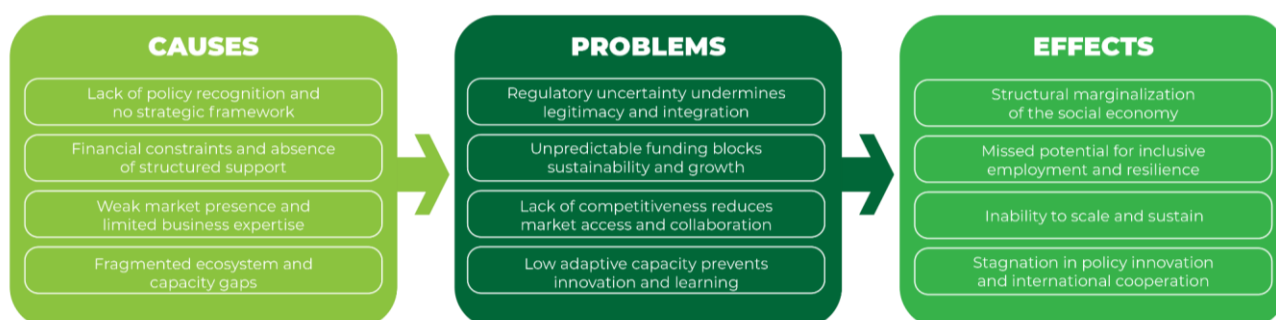 CAUSES
Lack of policy recognition and
no strategic framework
Financial constraints and absence
of structured support
Weak market presence and
limited business expertise
Fragmented ecosystem and
capacity gaps
PROBLEMS
Regulatory uncertainty undermines
legitimacy and integration
Unpredictable funding blocks
sustainability and growth
Lack of competitiveness reduces
market access and collaboration
Low adaptive capacity prevents
innovation and learning
EFFECTS
Structural marginalization
of the social economy
Missed potential for inclusive
employment and resilience
Inability to scale and sustain
Stagnation in policy innovation
and international cooperation